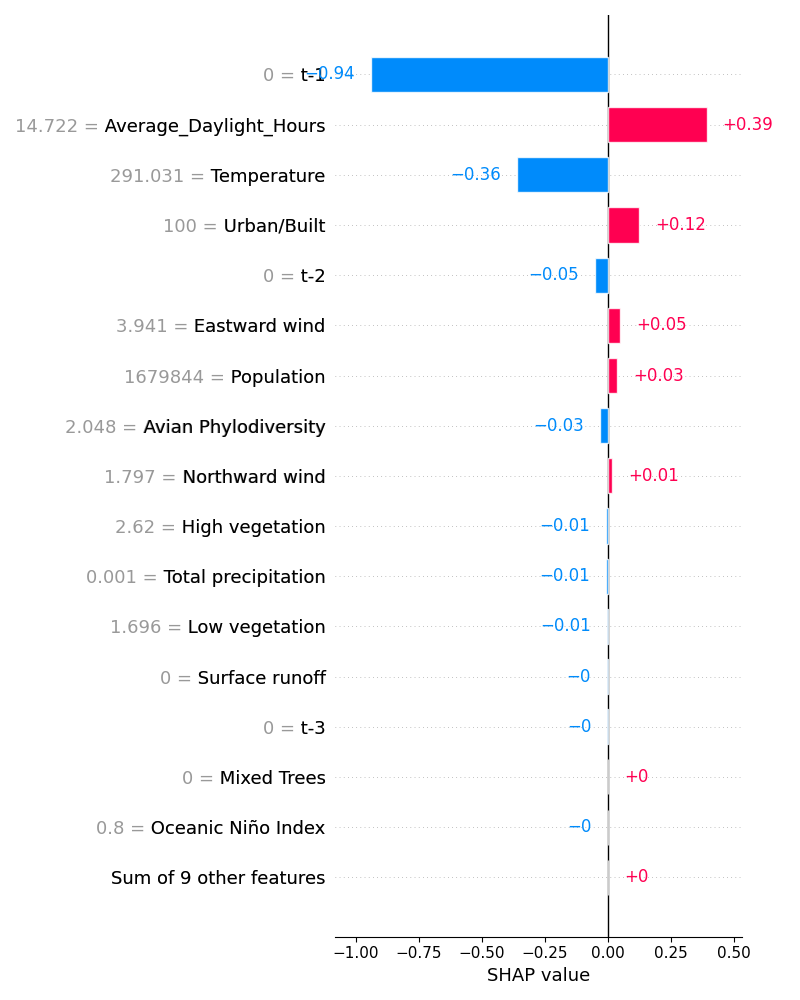 0 = t-1 −0.94
14.722 = Average_Daylight_Hours +0.39
291.031 = Temperature −0.36
100 = Urban/Built +0.12
0 = t-2 −0.05
3.941 = Eastward wind +0.05
1679844 = Population +0.03
2.048 = Avian Phylodiversity −0.03
1.797 = Northward wind +0.01
2.62 = High vegetation −0.01
0.001 = Total precipitation −0.01
1.696 = Low vegetation −0.01
0 = Surface runoff −0
0 = t-3 −0
0 = Mixed Trees +0
0.8 = Oceanic Niño Index −0
Sum of 9 other features +0
−1.00 −0.75 −0.50 −0.25 0.00 0.25 0.50
SHAP value